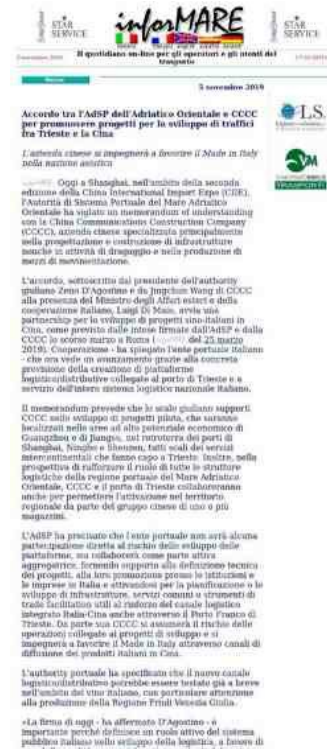 STAR
SERVICE
inforMARE
STAR
SERVICE
Il quotidiano on-line per gli operatori e gli utenti del
trasporto
5 novembre 2019
Accordo tra l'AdSP dell'Adriatico Orientale e CCCC
per promuovere progetti per lo sviluppo di traffici
fra Trieste e la Cina
L'azienda cinese si impegnerà a favorire il Made in Italy
nella nazione asiatica
Oggi a Shanghai, nell'ambito della seconda
edizione della China International Import Expo (CIIE),
l'Autorità di Sistema Portuale del Mare Adriatico
Orientale ha siglato un memorandum of understanding
con la China Communications Construction Company
(CCCC), azienda cinese specializzata principalmente
nella progettazione e costruzione di infrastrutture
nonché in attività di dragaggio e nella produzione di
mezzi di movimentazione.
L'accordo, sottoscritto dal presidente dell'authority
giuliano Zeno D'Agostino e da Jingchun Wang di CCCC
alla presenza del Ministro degli Affari esteri e della
cooperazione italiano, Luigi Di Maio, avvia una
partnership per lo sviluppo di progetti sino-italiani in
Cina, come previsto dalle intese firmate dall'AdSP e dalla
CCCC lo scorso marzo a Roma ( del 25 marzo
2019). Cooperazione - ha spiegato l'ente portuale italiano
- che ora vede un avanzamento grazie alla concreta
previsione della creazione di piattaforme
logistico/distributive collegate al porto di Trieste e a
servizio dell'intero sistema logistico nazionale italiano.
Il memorandum prevede che lo scalo giuliano supporti
CCCC nello sviluppo di progetti pilota, che saranno
localizzati nelle aree ad alto potenziale economico di
Guangzhou e di Jiangsu, nel retroterra dei porti di
Shanghai, Ningbo e Shenzen, tutti scali dei servizi
intercontinentali che fanno capo a Trieste. Inoltre, nella
prospettiva di rafforzare il ruolo di tutte le strutture
logistiche della regione portuale del Mare Adriatico
Orientale, CCCC e il porto di Trieste collaboreranno
anche per permettere l'attivazione nel territorio
regionale da parte del gruppo cinese di uno o più
magazzini.
L'AdSP ha precisato che l'ente portuale non avrà alcuna
partecipazione diretta al rischio dello sviluppo delle
piattaforme, ma collaborerà come parte attiva
aggregatrice, fornendo supporto alla definizione tecnica
dei progetti, alla loro promozione presso le istituzioni e
le imprese in Italia e attivandosi per la pianificazione e lo
sviluppo di infrastrutture, servizi comuni e strumenti di
trade facilitation utili al rinforzo del canale logistico
integrato Italia-Cina anche attraverso il Porto Franco di
Trieste. Da parte sua CCCC si assumerà il rischio delle
operazioni collegate ai progetti di sviluppo e si
impegnerà a favorire il Made in Italy attraverso canali di
diffusione dei prodotti italiani in Cina.
L'authority portuale ha specificato che il nuovo canale
logistico/distributivo potrebbe essere testato già a breve
nell'ambito del vino italiano, con particolare attenzione
alla produzione della Regione Friuli Venezia Giulia.
«La firma di oggi - ha affermato D'Agostino - è
importante perché definisce un ruolo attivo del sistema
pubblico italiano nello sviluppo della logistica, a favore di